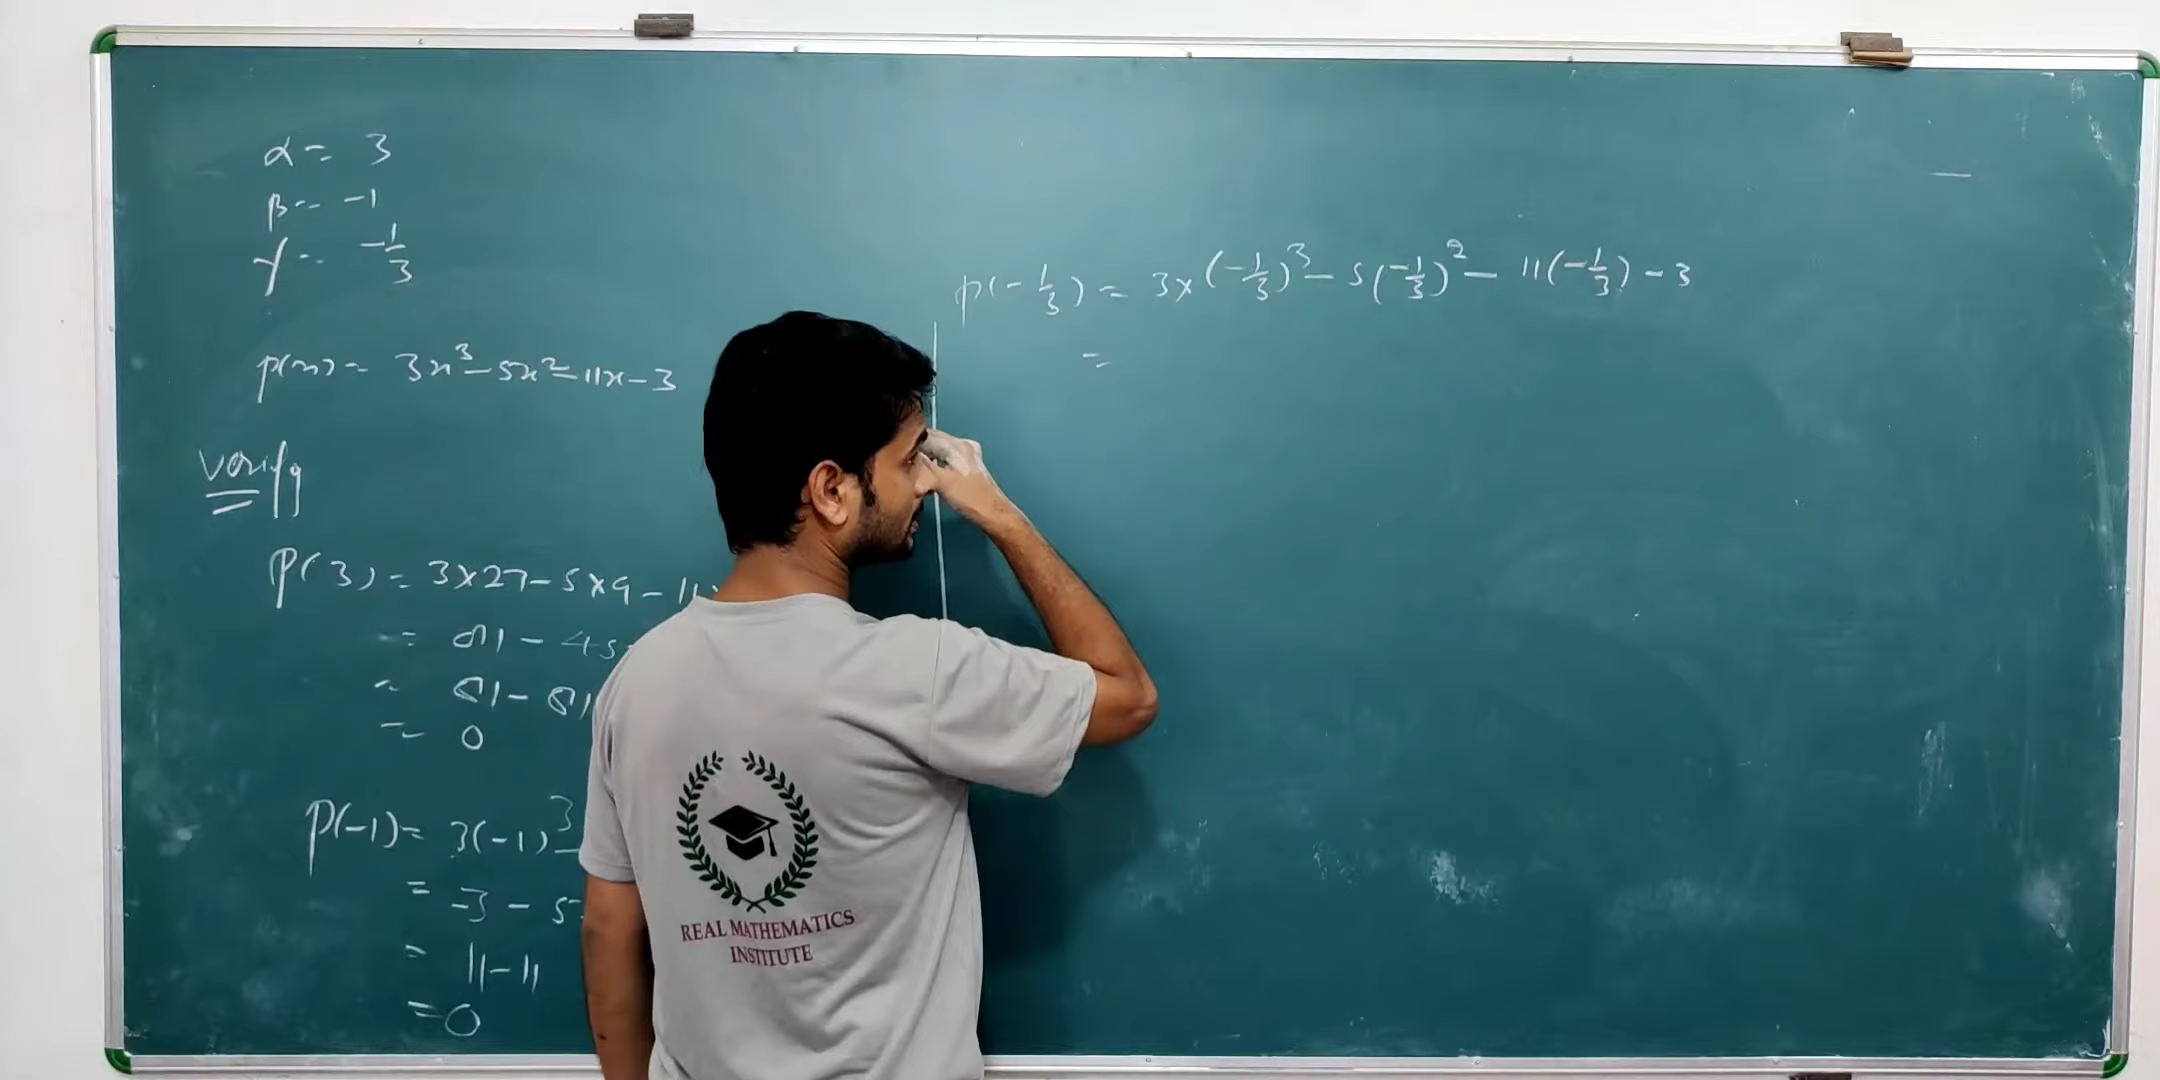 α = 3
β = -1
γ = -1/3
p(x) = 3x³ - 5x² - 11x - 3
verify
P(3) = 3×27 - 5×9 - 11
= 81 - 45
= 81 - 81
= 0
P(-1) = 3(-1)³ -
= -3 - 5
= 11 - 11
= 0
p(-1/3) = 3×(-1/3)³ - 5(-1/3)² - 11(-1/3) - 3
=
REAL MATHEMATICS
INSTITUTE